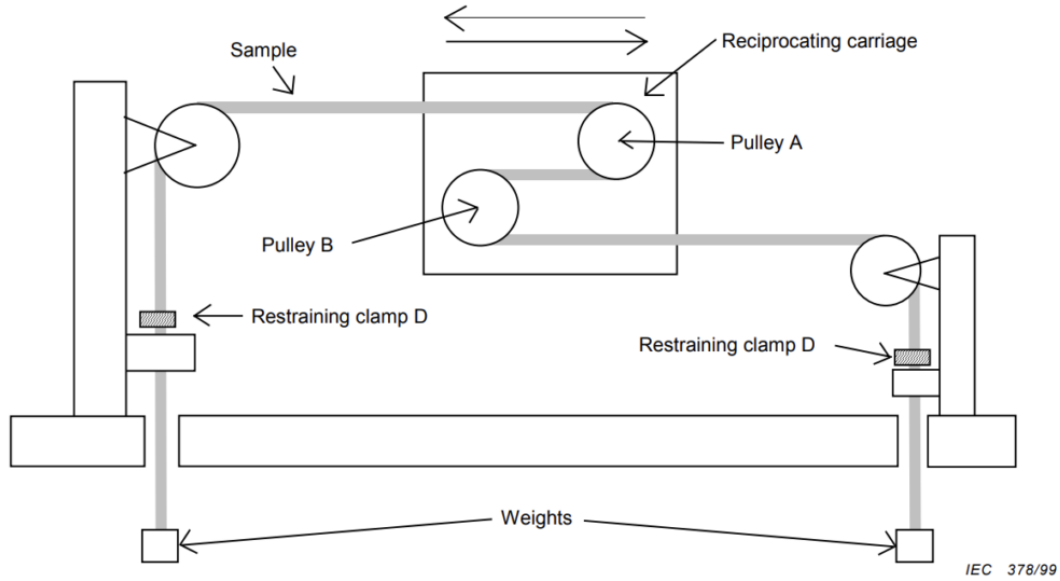 Sample
Reciprocating carriage
Pulley A
Pulley B
Restraining clamp D
Restraining clamp D
Weights
IEC 378/99